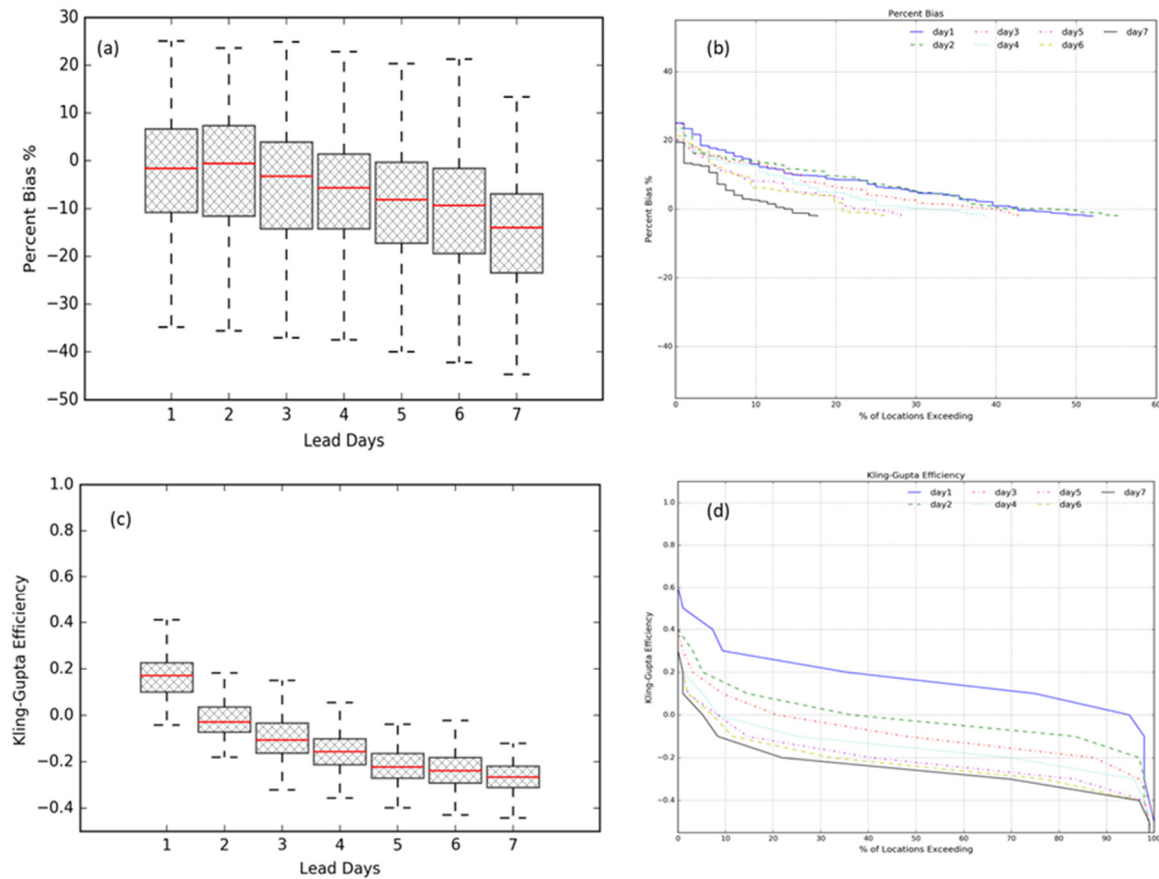 (a)
30
20
10
0
−10
−20
−30
−40
−50
Percent Bias %
1 2 3 4 5 6 7
Lead Days
Percent Bias
(b)
day1 day3 day5 day7
day2 day4 day6
40
20
0
−20
−40
Percent Bias %
0 10 20 30 40 50 60
% of Locations Exceeding
(c)
1.0
0.8
0.6
0.4
0.2
0.0
−0.2
−0.4
Kling-Gupta Efficiency
1 2 3 4 5 6 7
Lead Days
Kling-Gupta Efficiency
(d)
day1 day3 day5 day7
day2 day4 day6
1.0
0.8
0.6
0.4
0.2
0.0
−0.2
−0.4
Kling-Gupta Efficiency
0 10 20 30 40 50 60 70 80 90 100
% of Locations Exceeding